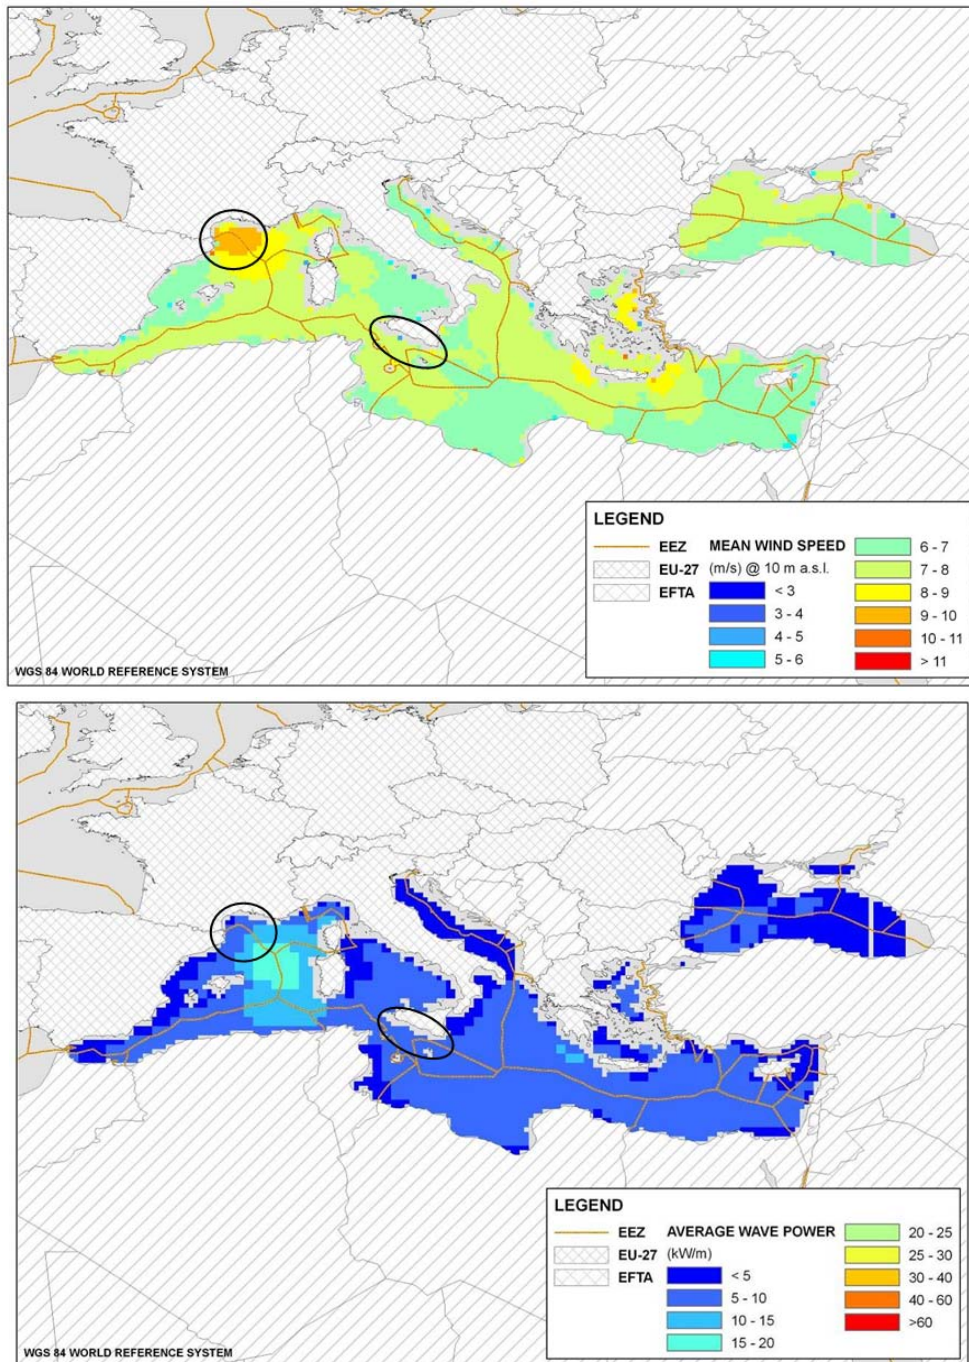 LEGEND
EEZ
EU-27
EFTA
MEAN WIND SPEED
(m/s) @ 10 m a.s.l.
< 3
3 - 4
4 - 5
5 - 6
6 - 7
7 - 8
8 - 9
9 - 10
10 - 11
> 11
WGS 84 WORLD REFERENCE SYSTEM
LEGEND
EEZ
EU-27
EFTA
AVERAGE WAVE POWER
(kW/m)
< 5
5 - 10
10 - 15
15 - 20
20 - 25
25 - 30
30 - 40
40 - 60
>60
WGS 84 WORLD REFERENCE SYSTEM